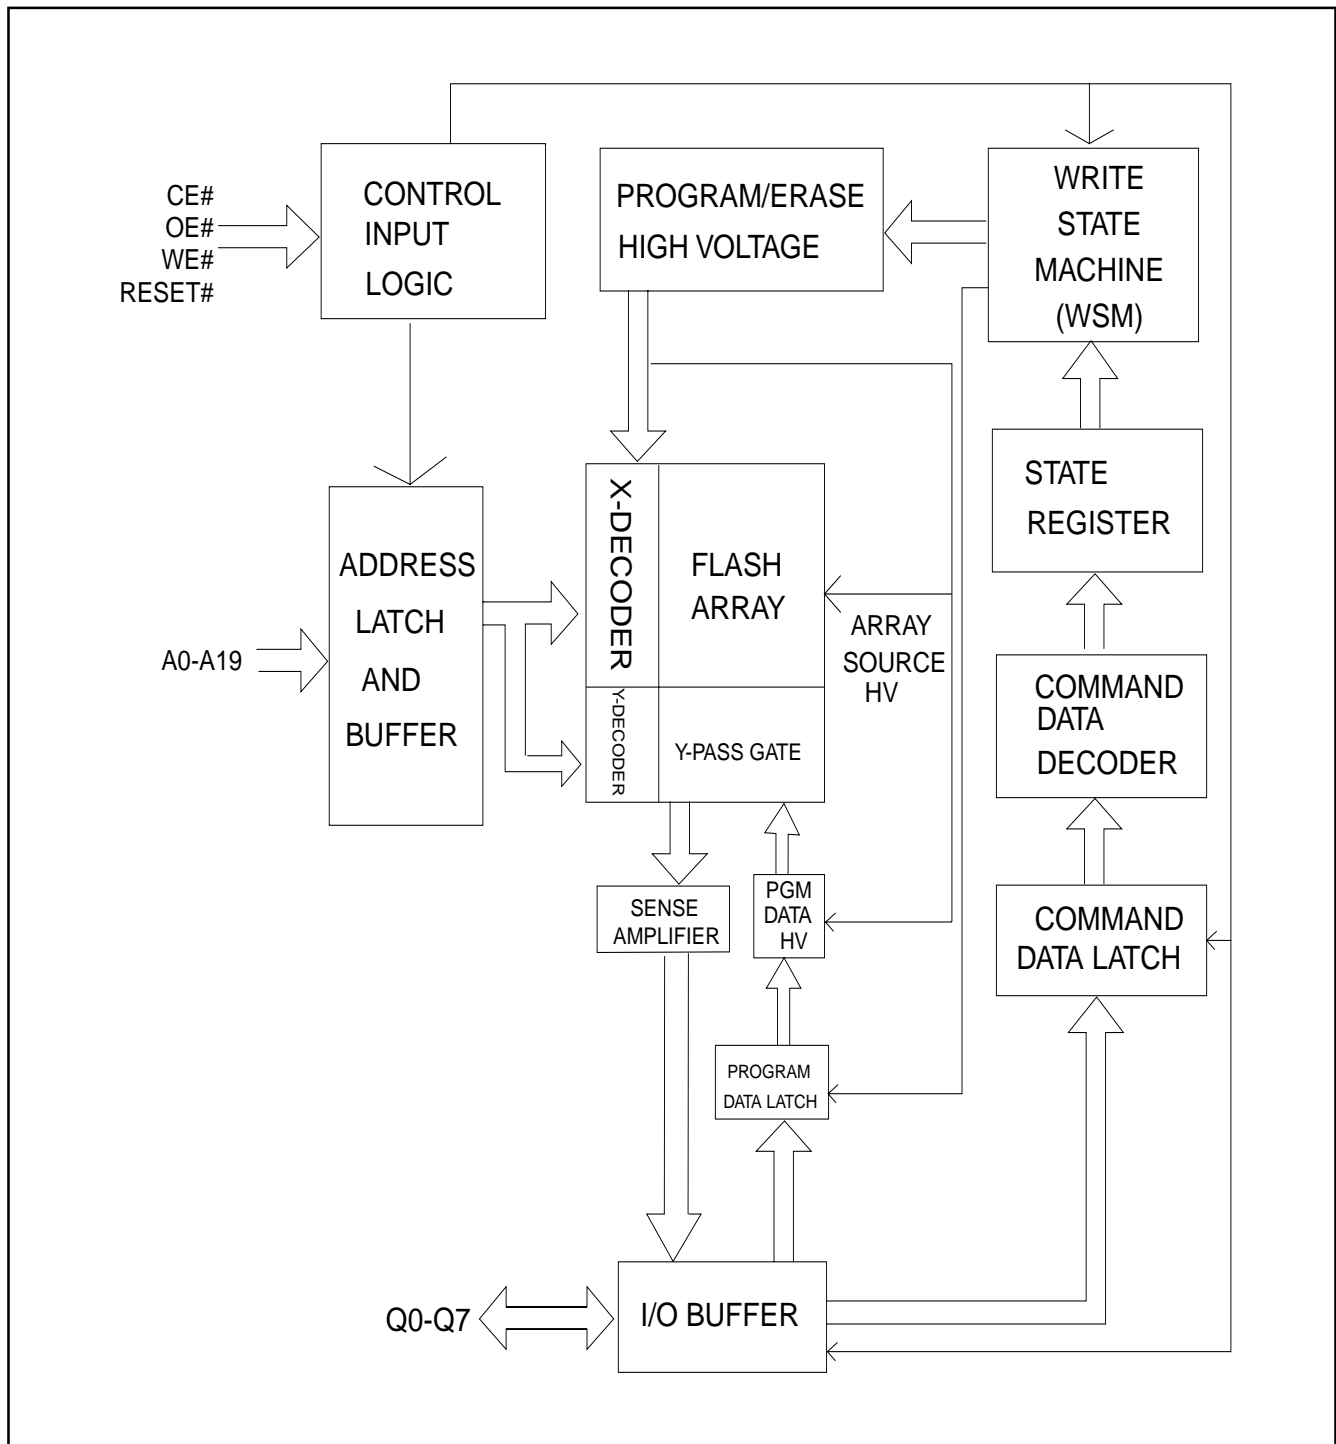 CE#
OE#
WE#
RESET#
CONTROL
INPUT
LOGIC
PROGRAM/ERASE
HIGH VOLTAGE
WRITE
STATE
MACHINE
(WSM)
STATE
REGISTER
A0-A19
ADDRESS
LATCH
AND
BUFFER
X-DECODER
FLASH
ARRAY
Y-DECODER
Y-PASS GATE
ARRAY
SOURCE
HV
COMMAND
DATA
DECODER
SENSE
AMPLIFIER
PGM
DATA
HV
COMMAND
DATA LATCH
PROGRAM
DATA LATCH
Q0-Q7
I/O BUFFER